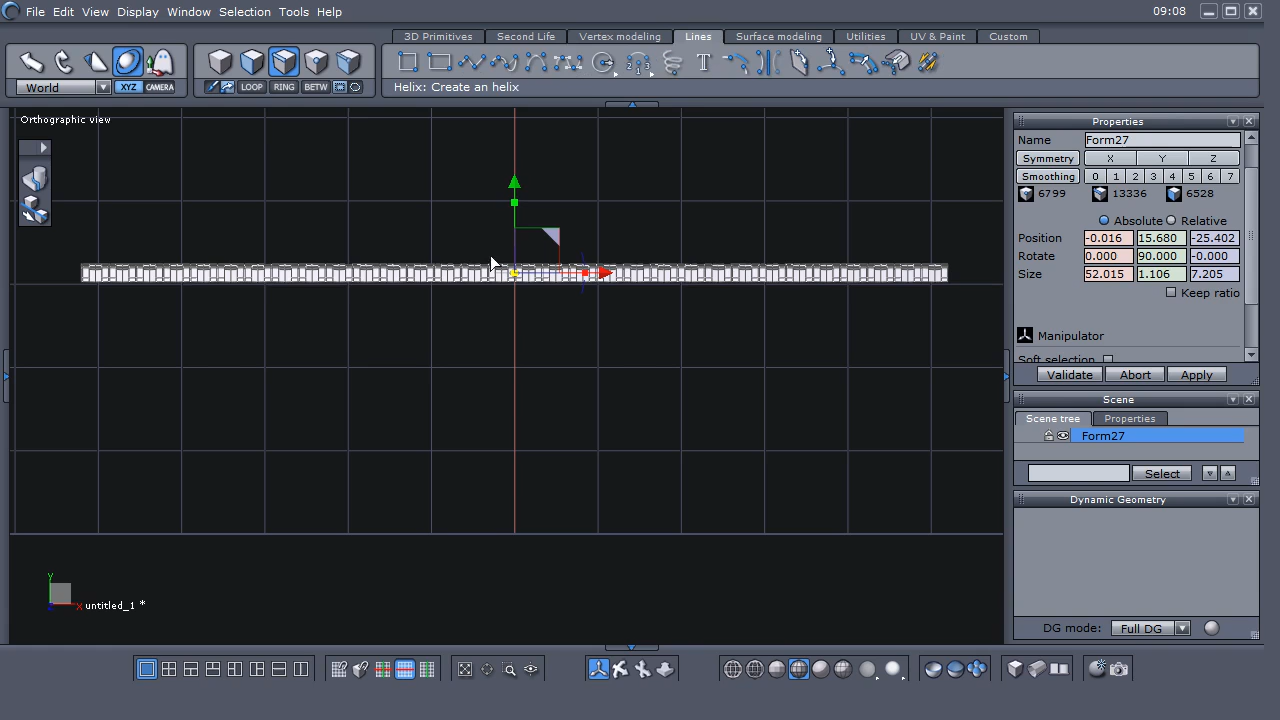 File Edit View Display Window Selection Tools Help 09:08
3D Primitives Second Life Vertex modeling Lines Surface modeling Utilities UV & Paint Custom
World XYZ CAMERA LOOP RING BETW Helix: Create an helix
Orthographic view
Properties
Name Form27
Symmetry X Y Z
Smoothing 0 1 2 3 4 5 6 7
6799 13336 6528
Absolute Relative
Position -0.016 15.680 -25.402
Rotate 0.000 90.000 -0.000
Size 52.015 1.106 7.205
Keep ratio
Manipulator
Soft selection
Validate Abort Apply
Scene
Scene tree Properties
Form27
Select
Dynamic Geometry
DG mode: Full DG
Y
Z X untitled_1 *